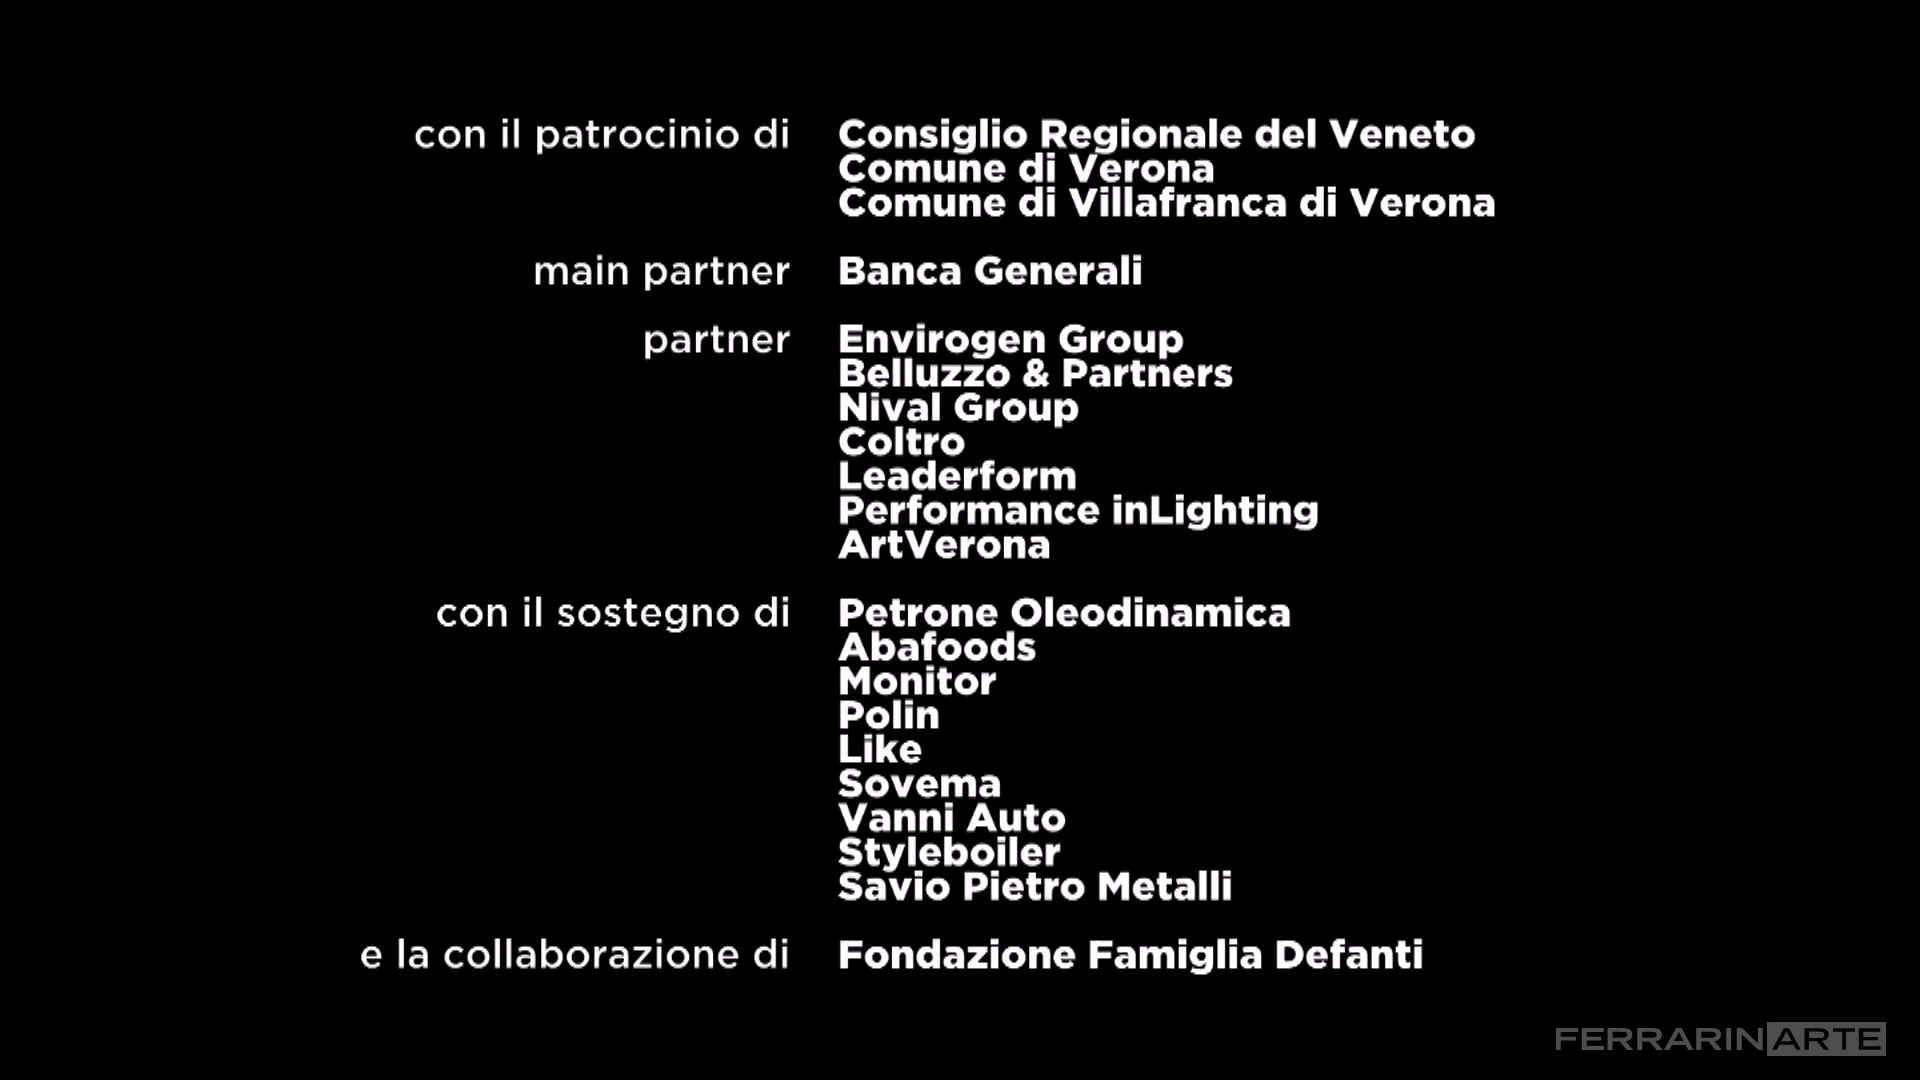 con il patrocinio di Consiglio Regionale del Veneto
Comune di Verona
Comune di Villafranca di Verona
main partner Banca Generali
partner Envirogen Group
Belluzzo & Partners
Nival Group
Coltro
Leaderform
Performance inLighting
ArtVerona
con il sostegno di Petrone Oleodinamica
Abafoods
Monitor
Polin
Like
Sovema
Vanni Auto
Styleboiler
Savio Pietro Metalli
e la collaborazione di Fondazione Famiglia Defanti
FERRARINARTE